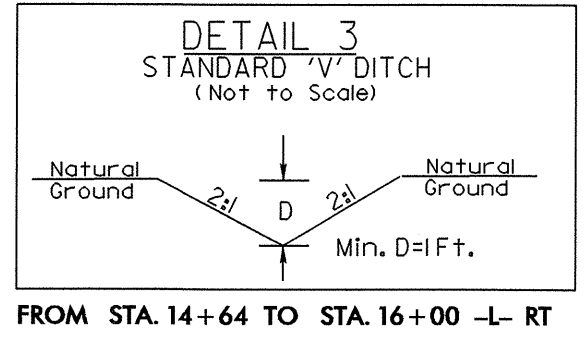 DETAIL 3
STANDARD 'V' DITCH
(Not to Scale)
Natural
Ground
2:1
D
2:1
Natural
Ground
Min. D=1Ft.
FROM STA. 14+64 TO STA. 16+00 -L- RT